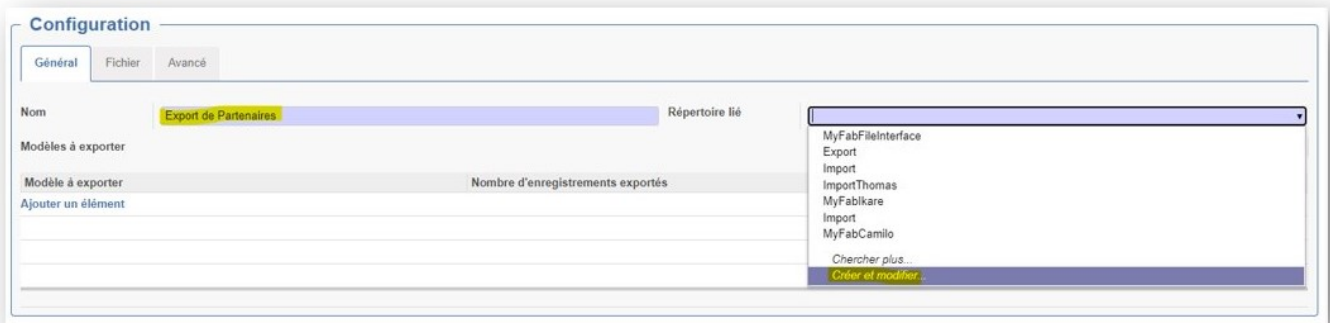 Configuration
Général Fichier Avancé
Nom Export de Partenaires Répertoire lié
MyFabFileInterface
Modèles à exporter
Export
Import
Modèle à exporter Nombre d'enregistrements exportés
ImportThomas
Ajouter un élément
MyFabIkare
Import
MyFabCamilo
Chercher plus...
Créer et modifier...